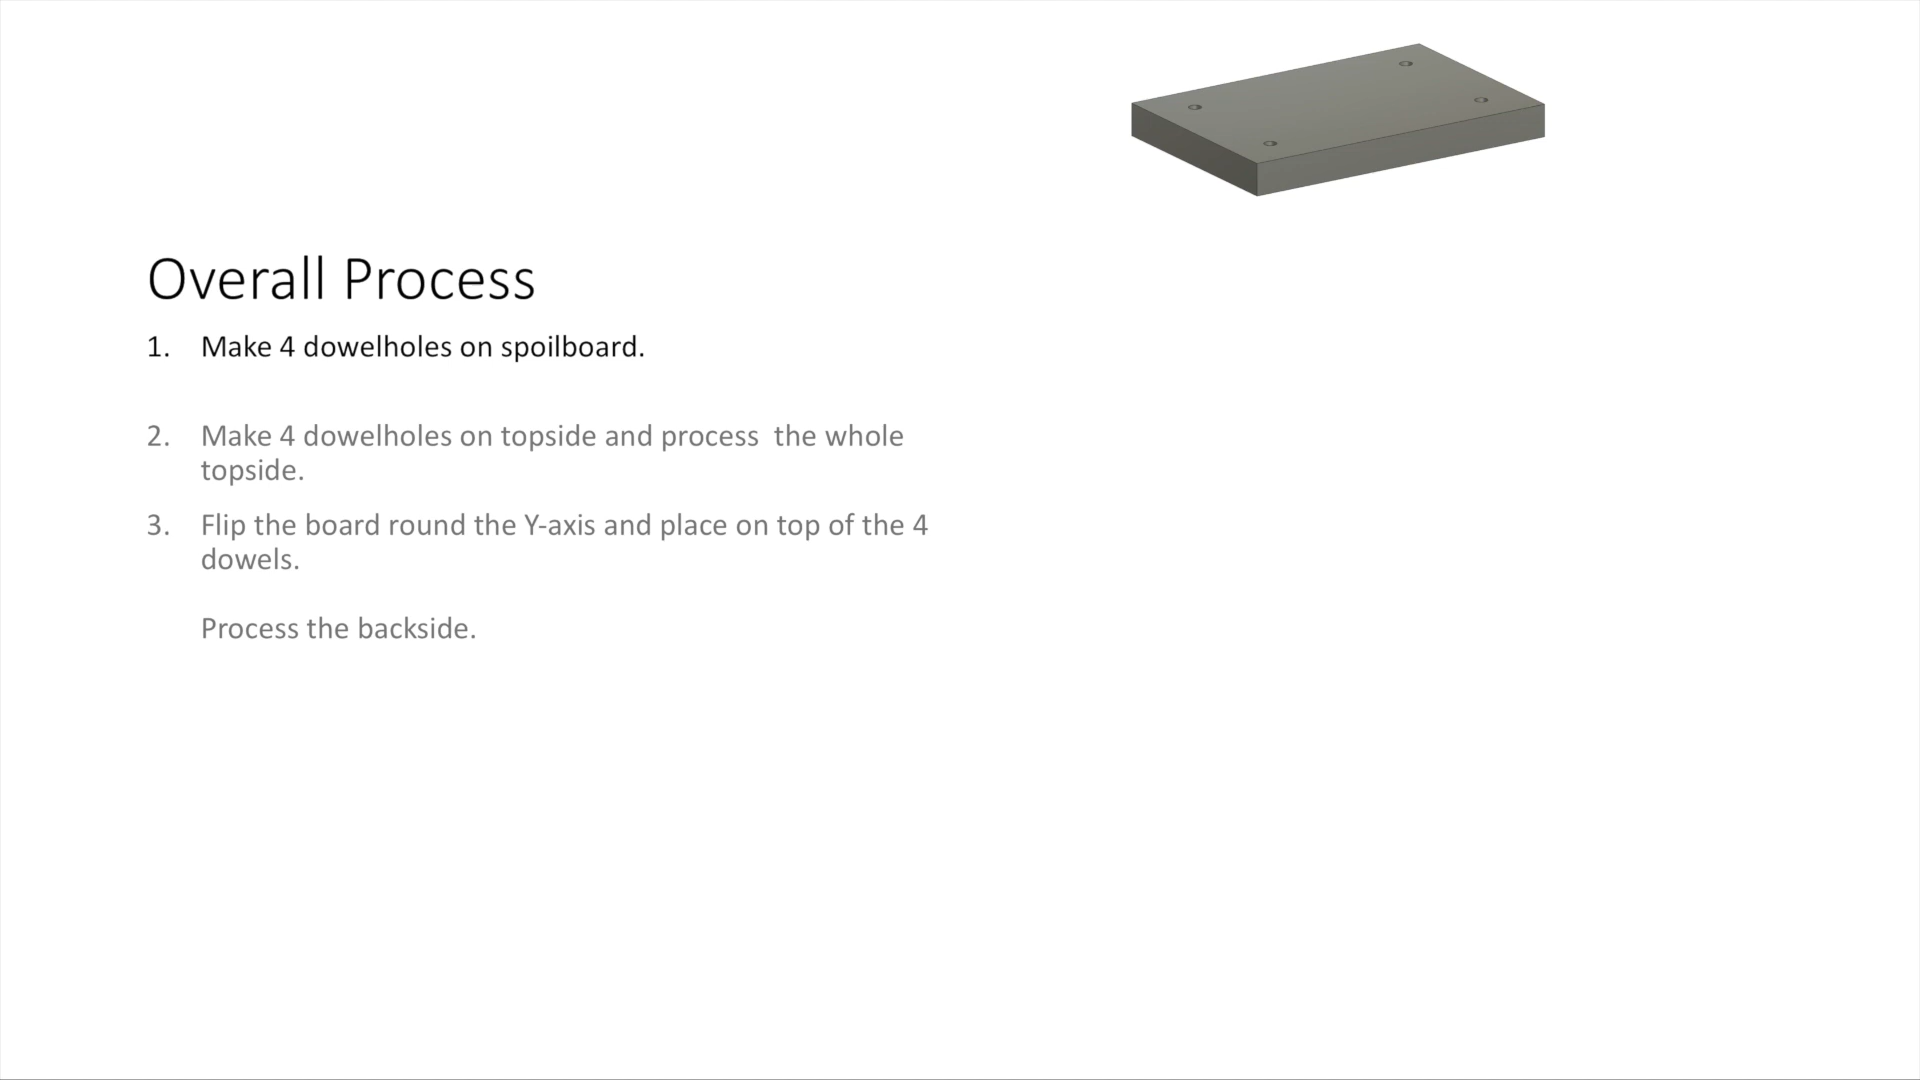 Overall Process
1. Make 4 dowelholes on spoilboard.
2. Make 4 dowelholes on topside and process  the whole
topside.
3. Flip the board round the Y-axis and place on top of the 4
dowels.
Process the backside.